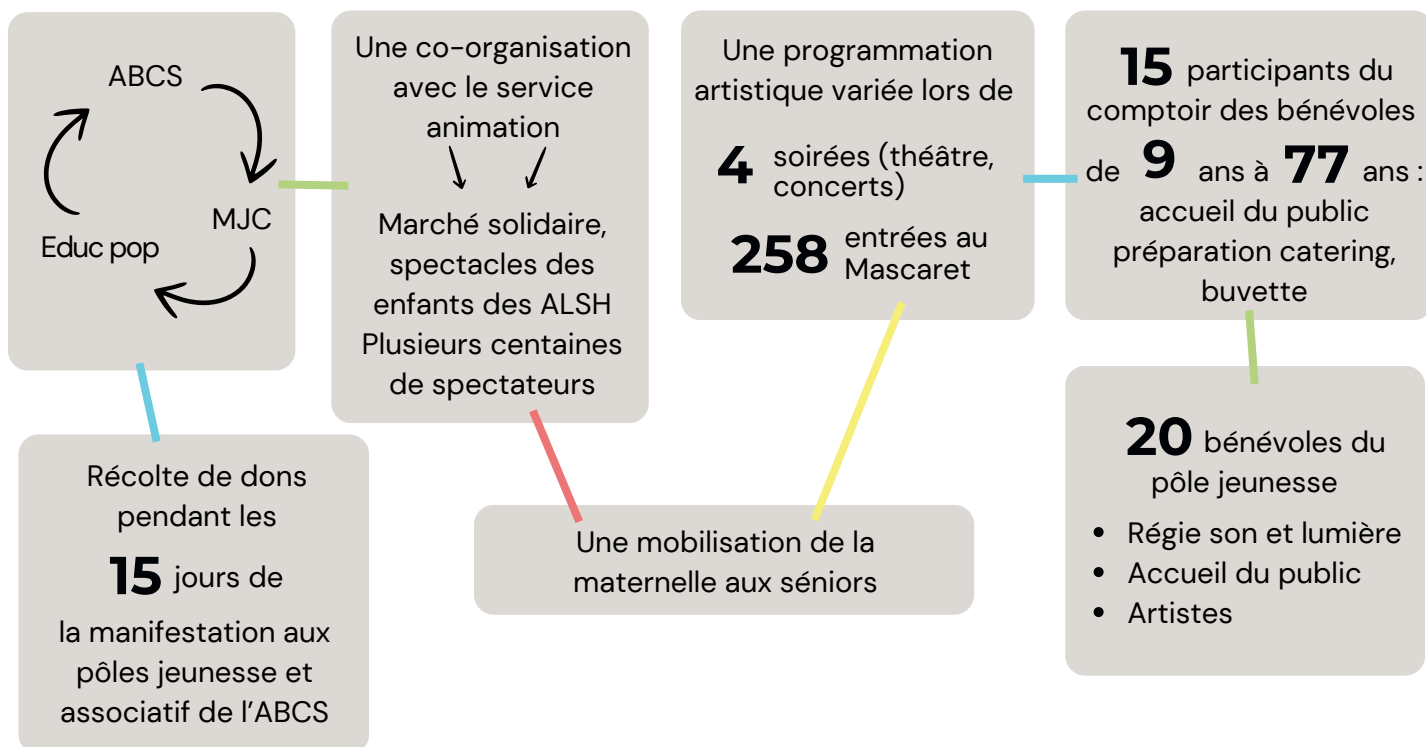 ABCS
MJC
Educ pop
Une co-organisation
avec le service
animation
Marché solidaire,
spectacles des
enfants des ALSH
Plusieurs centaines
de spectateurs
Une programmation
artistique variée lors de
4 soirées (théâtre,
concerts)
258 entrées au
Mascaret
15 participants du
comptoir des bénévoles
de 9 ans à 77 ans :
accueil du public
préparation catering,
buvette
Récolte de dons
pendant les
15 jours de
la manifestation aux
pôles jeunesse et
associatif de l'ABCS
Une mobilisation de la
maternelle aux séniors
20 bénévoles du
pôle jeunesse
• Régie son et lumière
• Accueil du public
• Artistes